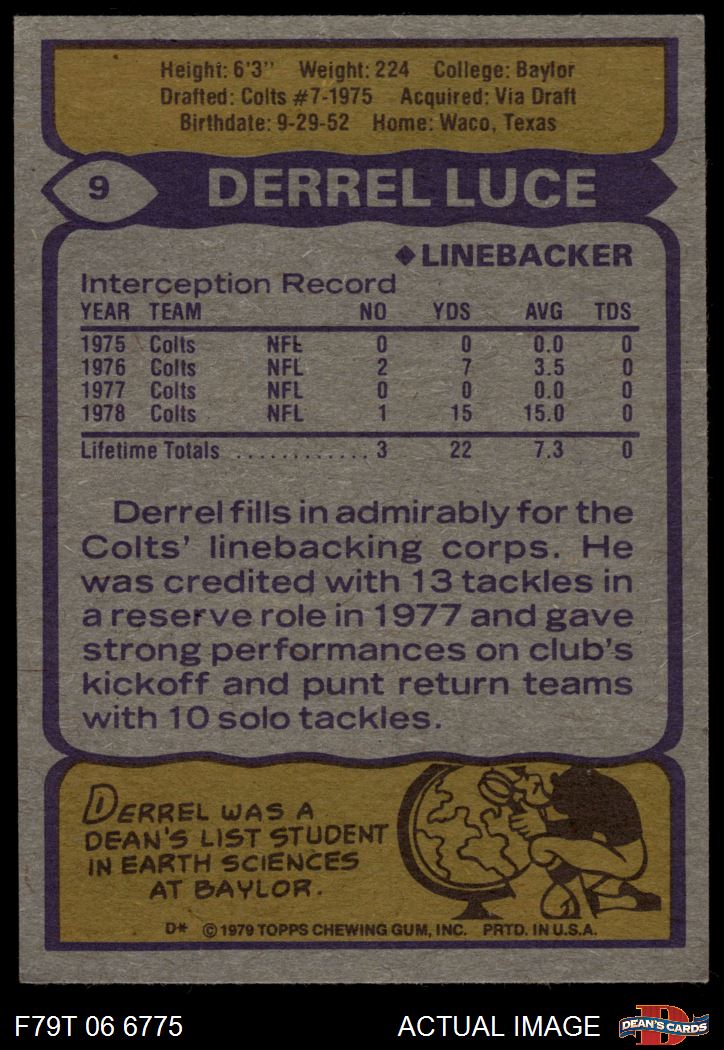 Height: 6'3" Weight: 224 College: Baylor
Drafted: Colts #7-1975 Acquired: Via Draft
Birthdate: 9-29-52 Home: Waco, Texas
9 DERREL LUCE
◆LINEBACKER
Interception Record
YEAR TEAM NO YDS AVG TDS
1975 Colts NFL 0 0 0.0 0
1976 Colts NFL 2 7 3.5 0
1977 Colts NFL 0 0 0.0 0
1978 Colts NFL 1 15 15.0 0
Lifetime Totals ............ 3 22 7.3 0
Derrel fills in admirably for the
Colts' linebacking corps. He
was credited with 13 tackles in
a reserve role in 1977 and gave
strong performances on club's
kickoff and punt return teams
with 10 solo tackles.
DERREL WAS A
DEAN'S LIST STUDENT
IN EARTH SCIENCES
AT BAYLOR.
D* © 1979 TOPPS CHEWING GUM, INC. PRTD. IN U.S.A.
F79T 06 6775 ACTUAL IMAGE D DEAN'S CARDS